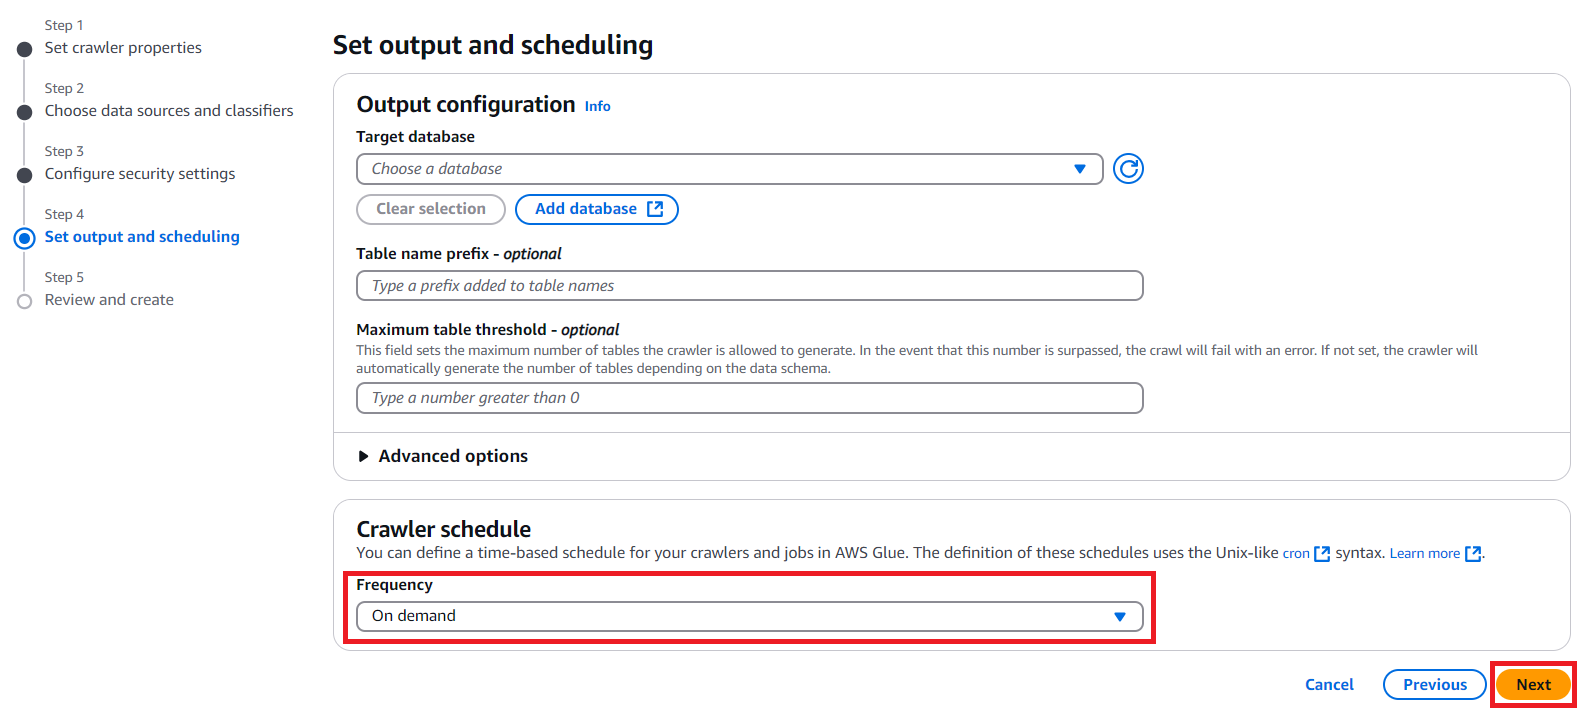 Step 1
Set crawler properties
Step 2
Choose data sources and classifiers
Step 3
Configure security settings
Step 4
Set output and scheduling
Step 5
Review and create
Set output and scheduling
Output configuration Info
Target database
Choose a database
Clear selection Add database
Table name prefix - optional
Type a prefix added to table names
Maximum table threshold - optional
This field sets the maximum number of tables the crawler is allowed to generate. In the event that this number is surpassed, the crawl will fail with an error. If not set, the crawler will
automatically generate the number of tables depending on the data schema.
Type a number greater than 0
Advanced options
Crawler schedule
You can define a time-based schedule for your crawlers and jobs in AWS Glue. The definition of these schedules uses the Unix-like cron syntax. Learn more.
Frequency
On demand
Cancel Previous Next